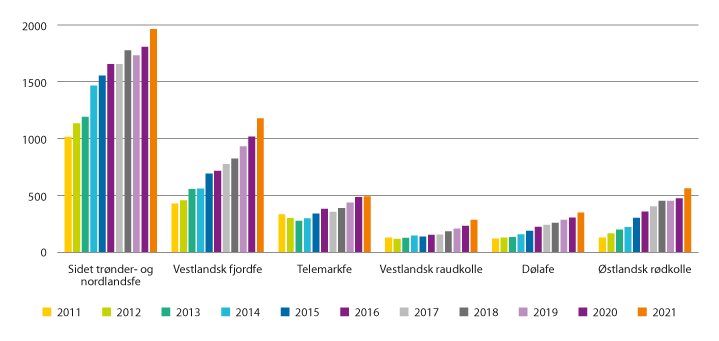 2000
1500
1000
500
0
Sidet trønder- og
nordlandsfe
Vestlandsk fjordfe
Telemarkfe
Vestlandsk raudkolle
Dølafe
Østlandsk rødkolle
2011 2012 2013 2014 2015 2016 2017 2018 2019 2020 2021